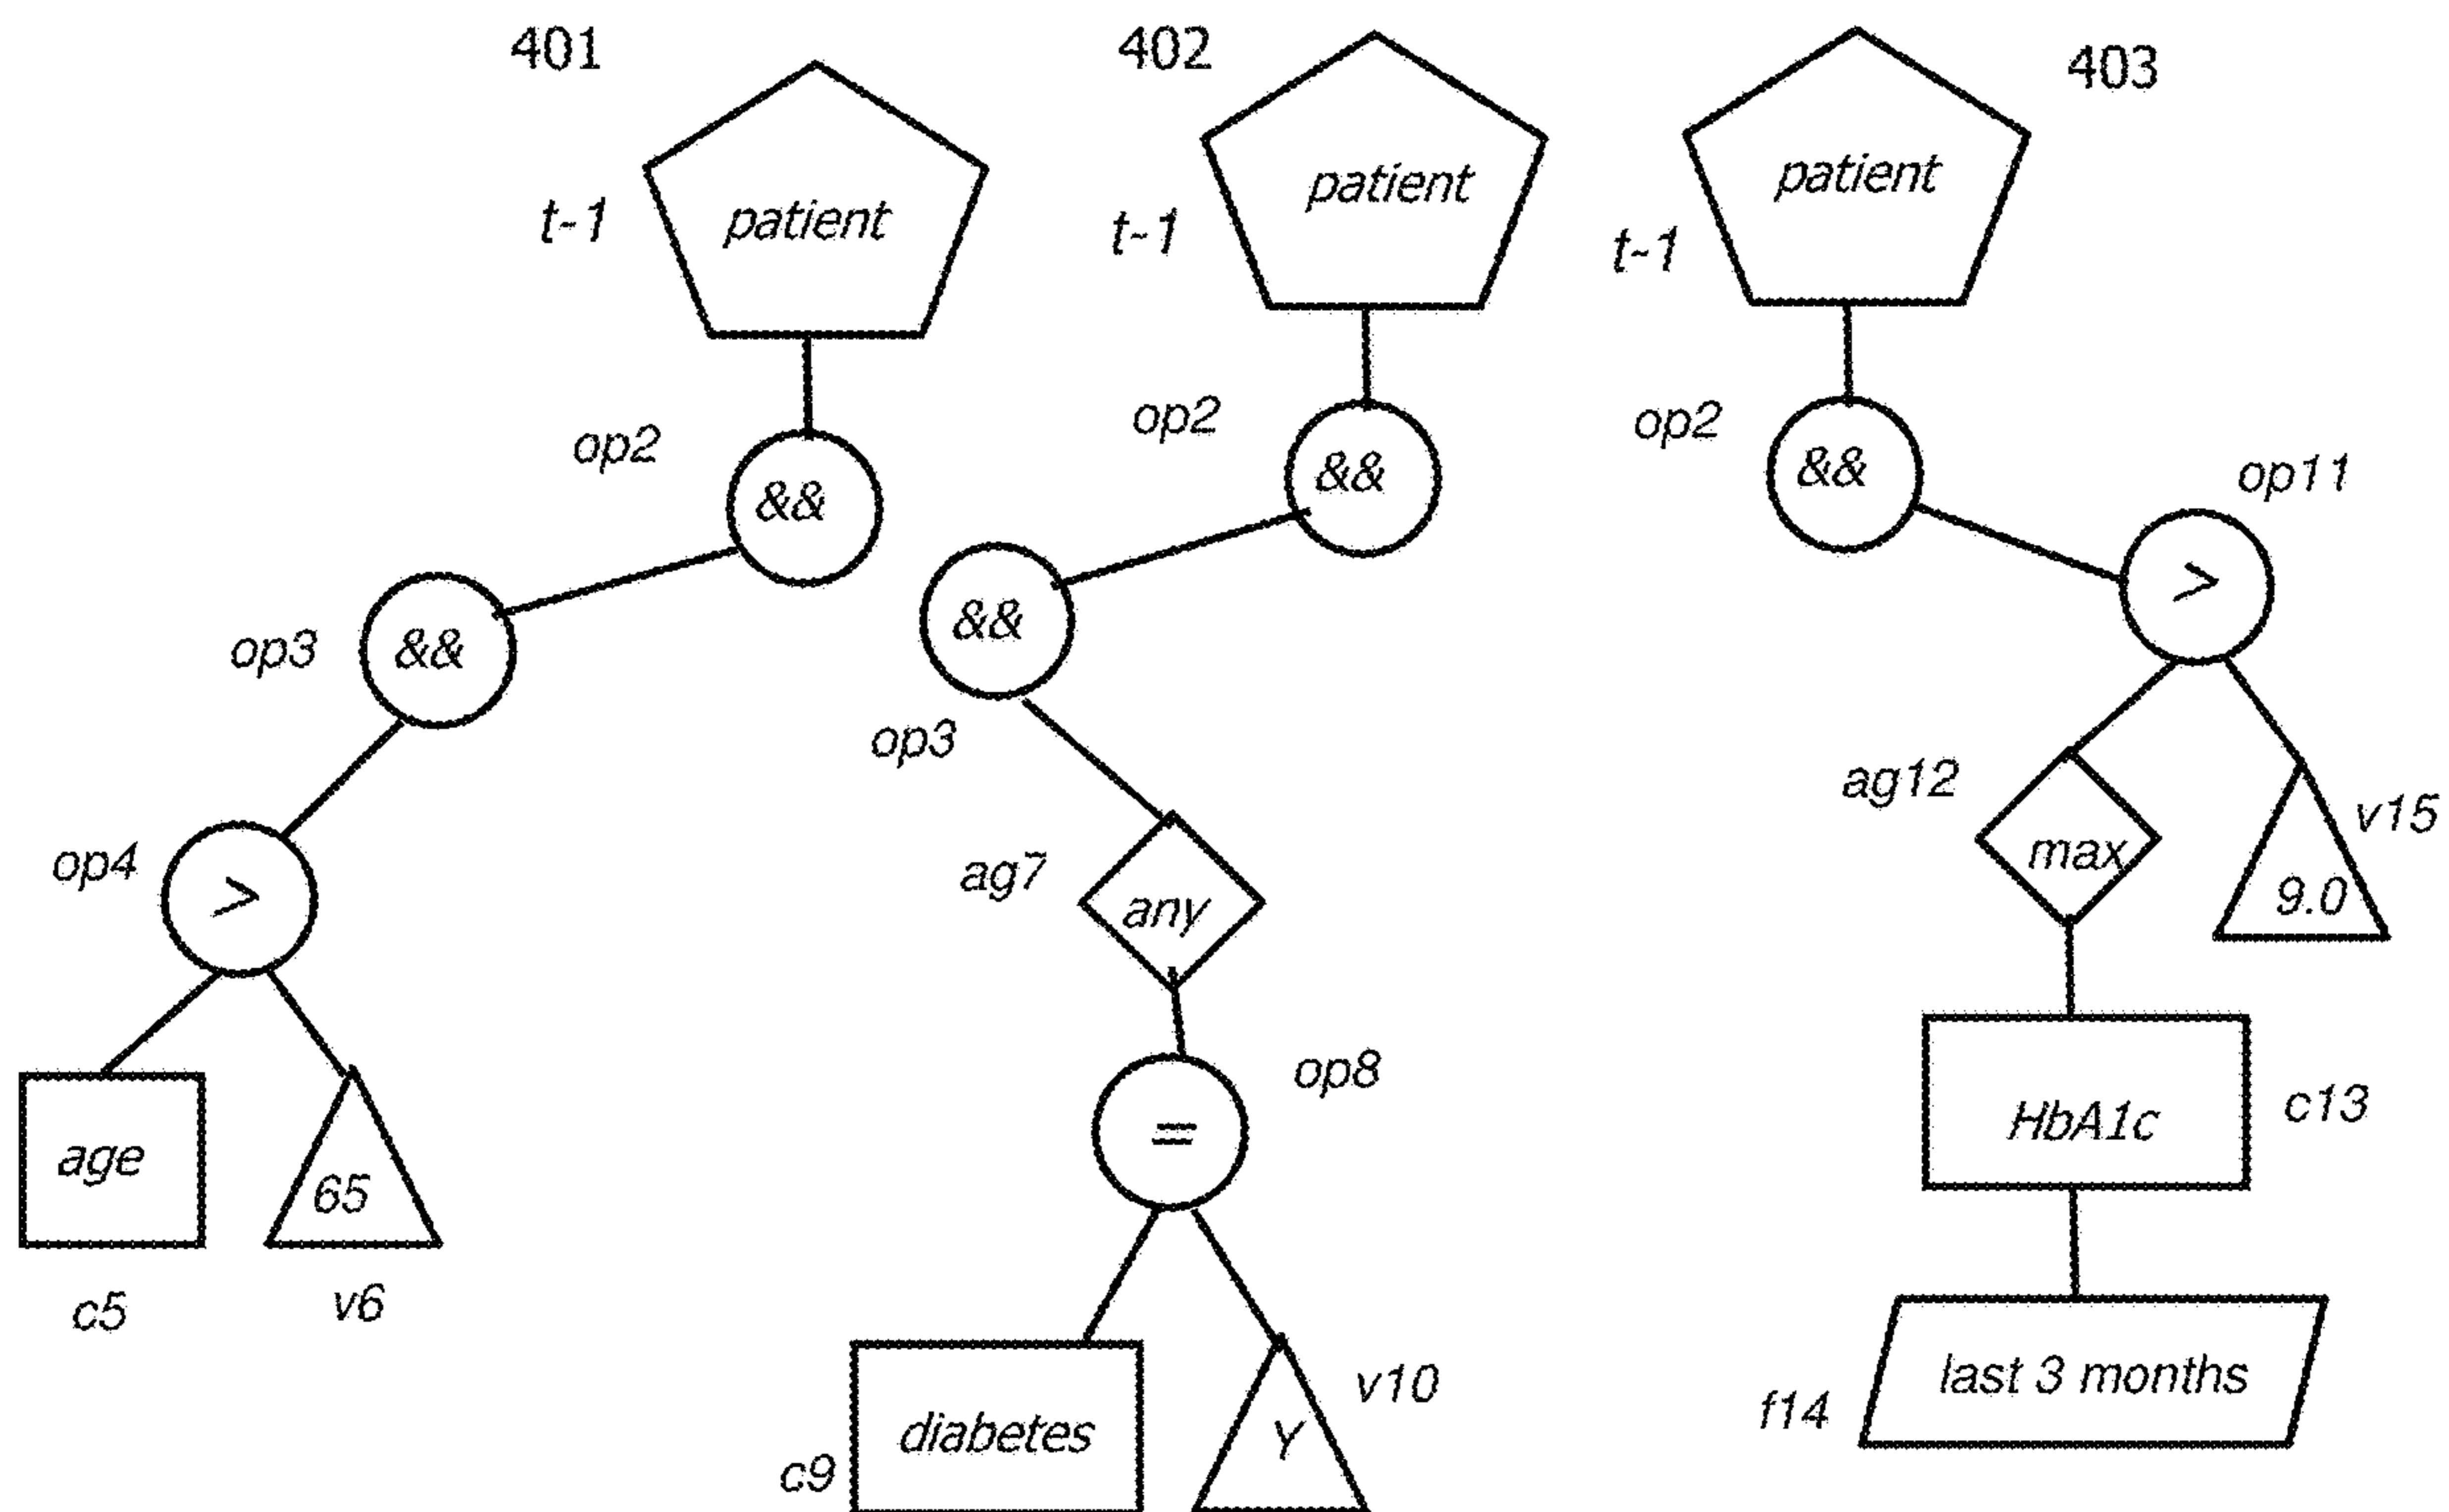 401
402
403
patient
patient
patient
t-1
t-1
t-1
op2
op2
op2
&&
&&
&&
op11
>
op3
&&
&&
op3
ag12
max
v15
9.0
op4
>
ag7
any
op8
=
age
65
HbA1c
c13
c5
v6
diabetes
Y
v10
c9
last 3 months
f14